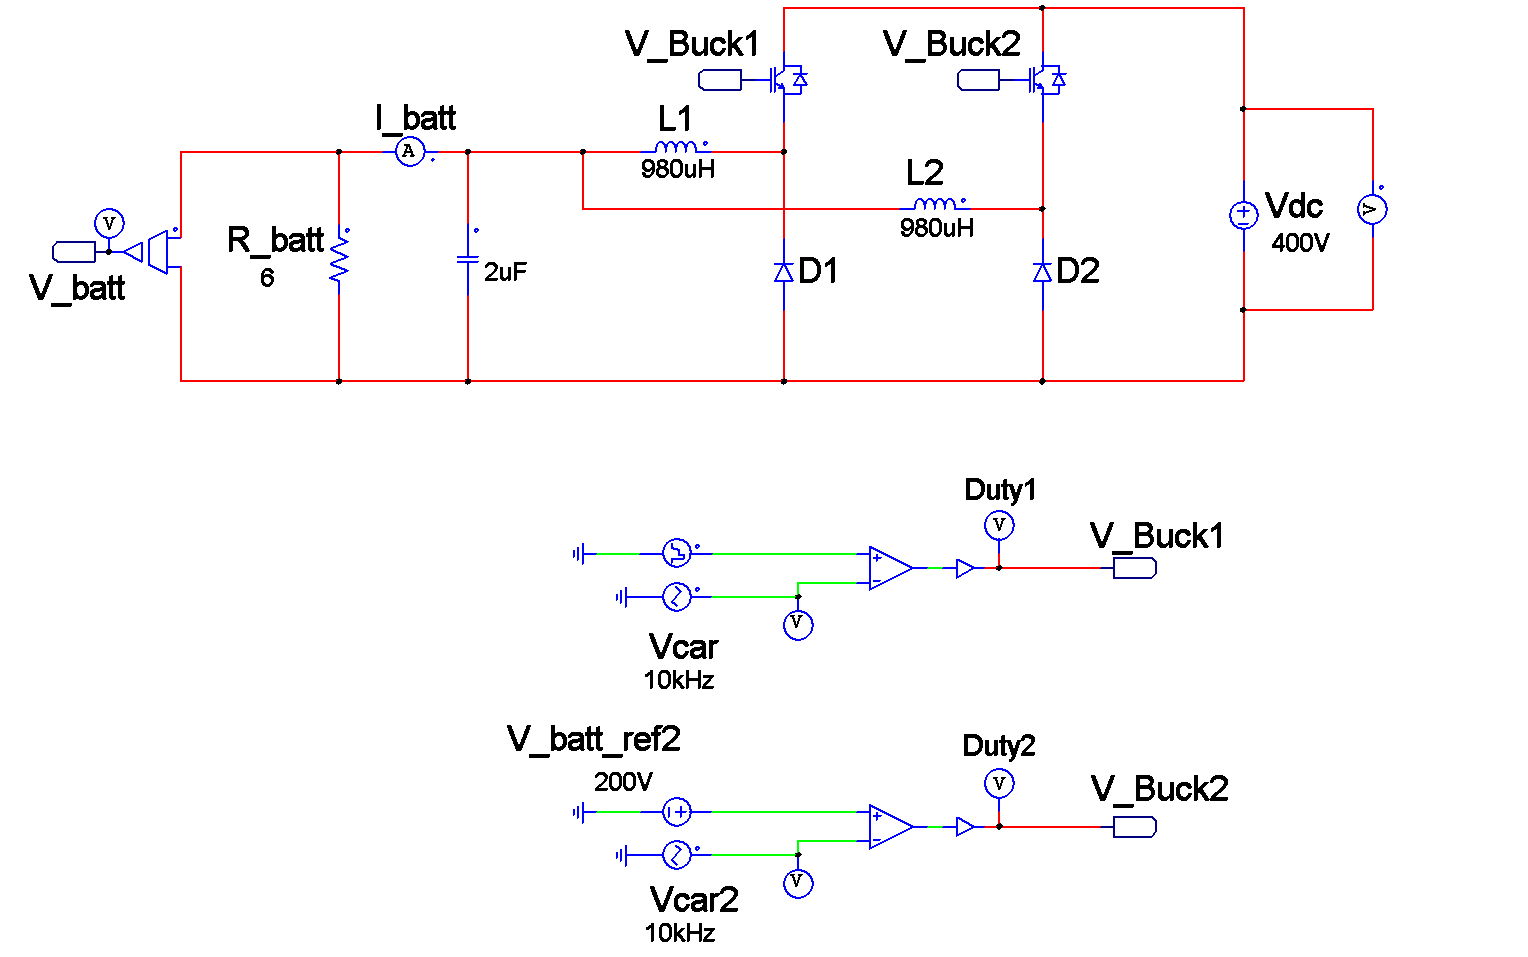 V_Buck1
V_Buck2
I_batt
A
L1
980uH
L2
980uH
V
V_batt
R_batt
6
2uF
D1
D2
Vdc
400V
V
Duty1
V
V_Buck1
V
Vcar
10kHz
V_batt_ref2
200V
Duty2
V
V_Buck2
V
Vcar2
10kHz